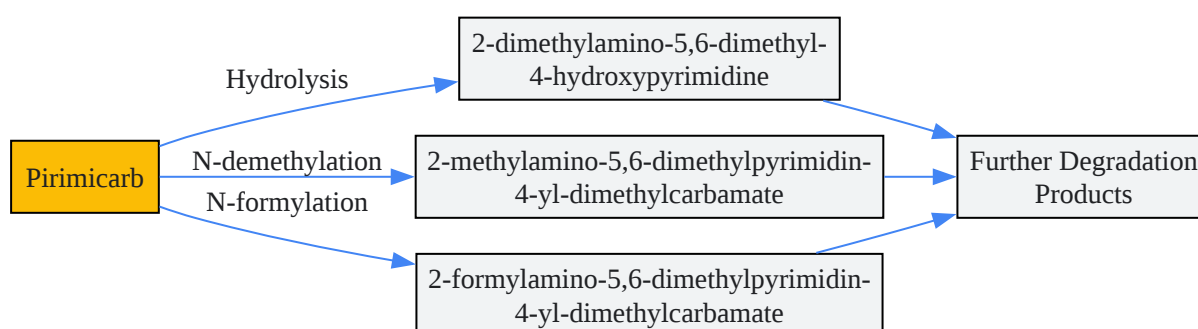 2-dimethylamino-5,6-dimethyl-
4-hydroxypyrimidine
Hydrolysis
N-demethylation
Pirimicarb
2-methylamino-5,6-dimethylpyrimidin-
4-yl-dimethylcarbamate
Further Degradation
Products
N-formylation
2-formylamino-5,6-dimethylpyrimidin-
4-yl-dimethylcarbamate